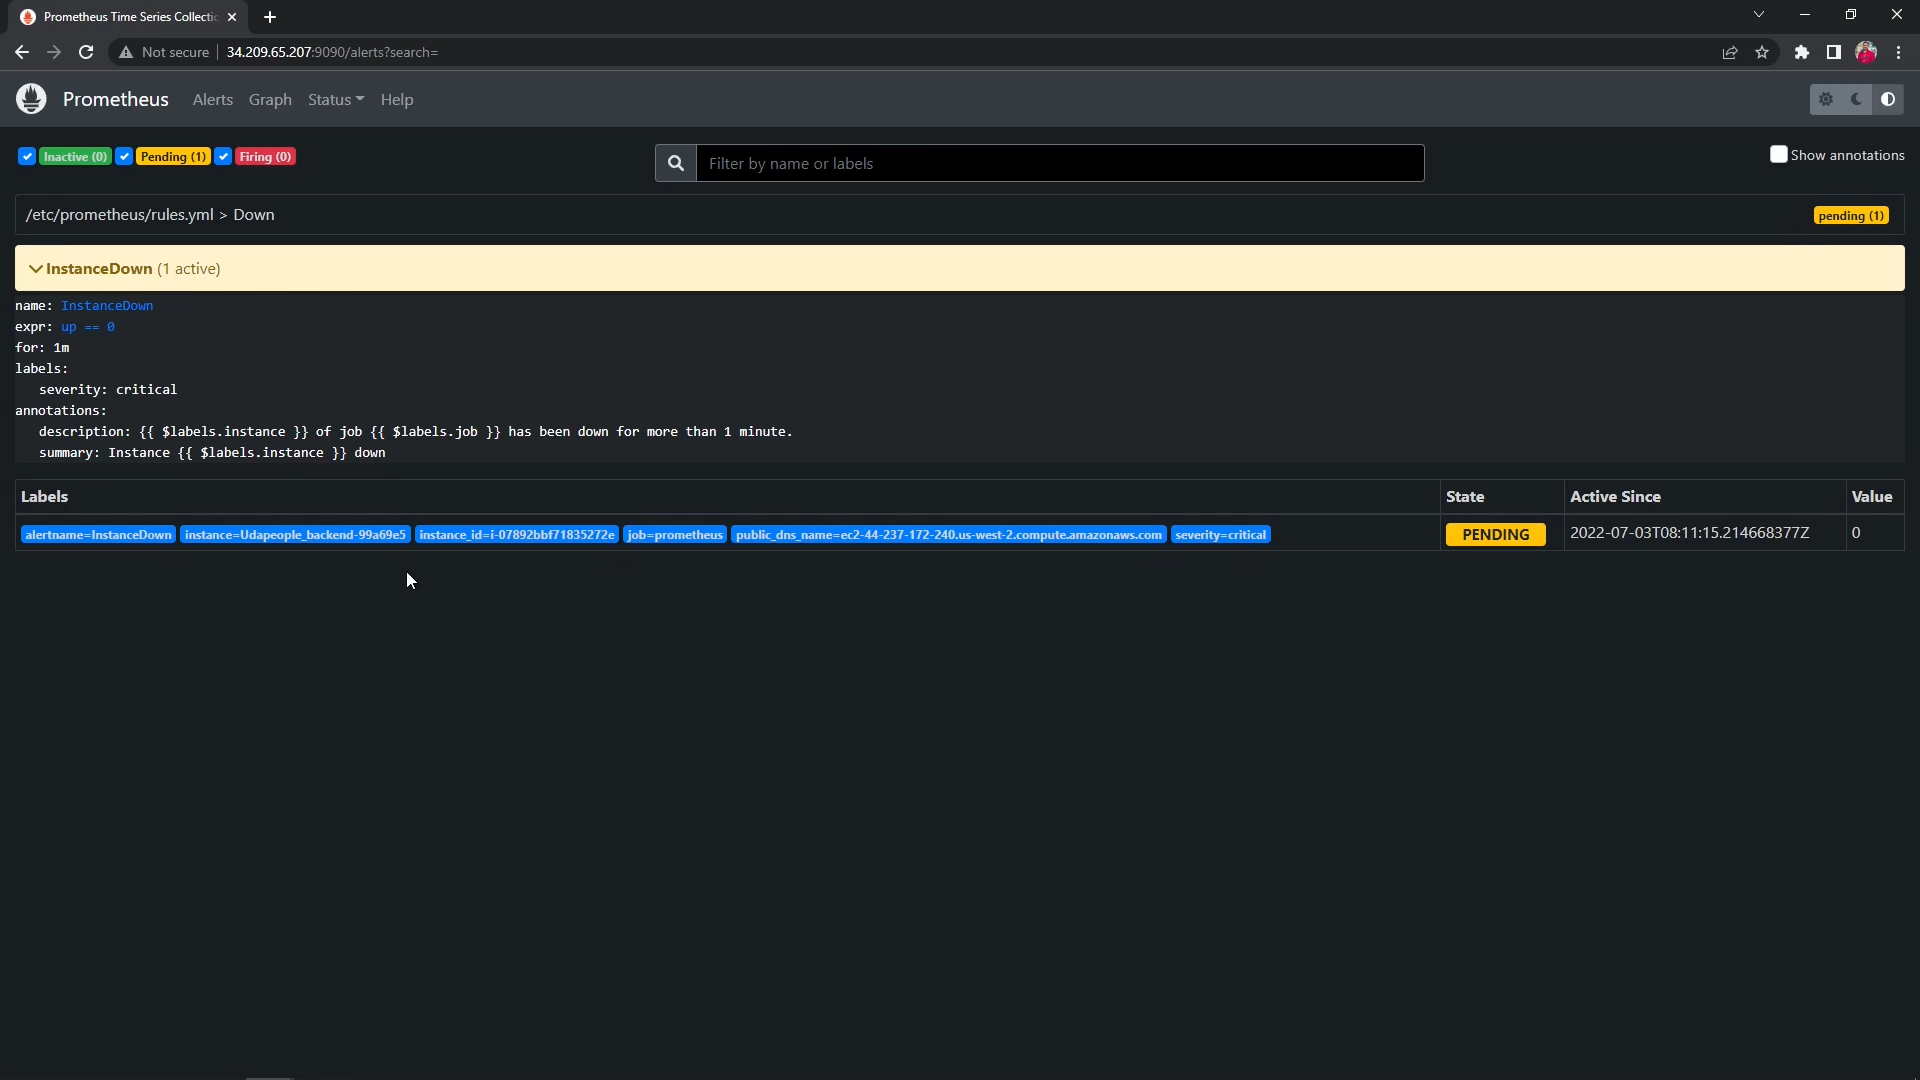 Prometheus Time Series Collectic
Not secure 34.209.65.207:9090/alerts?search=
Prometheus Alerts Graph Status Help
Inactive (0) Pending (1) Firing (0) Filter by name or labels Show annotations
/etc/prometheus/rules.yml > Down pending (1)
InstanceDown (1 active)
name: InstanceDown
expr: up == 0
for: 1m
labels:
severity: critical
annotations:
description: {{ $labels.instance }} of job {{ $labels.job }} has been down for more than 1 minute.
summary: Instance {{ $labels.instance }} down
Labels State Active Since Value
alertname=InstanceDown instance=Udapeople_backend-99a69e5 instance_id=i-07892bbf71835272e job=prometheus public_dns_name=ec2-44-237-172-240.us-west-2.compute.amazonaws.com severity=critical PENDING 2022-07-03T08:11:15.214668377Z 0